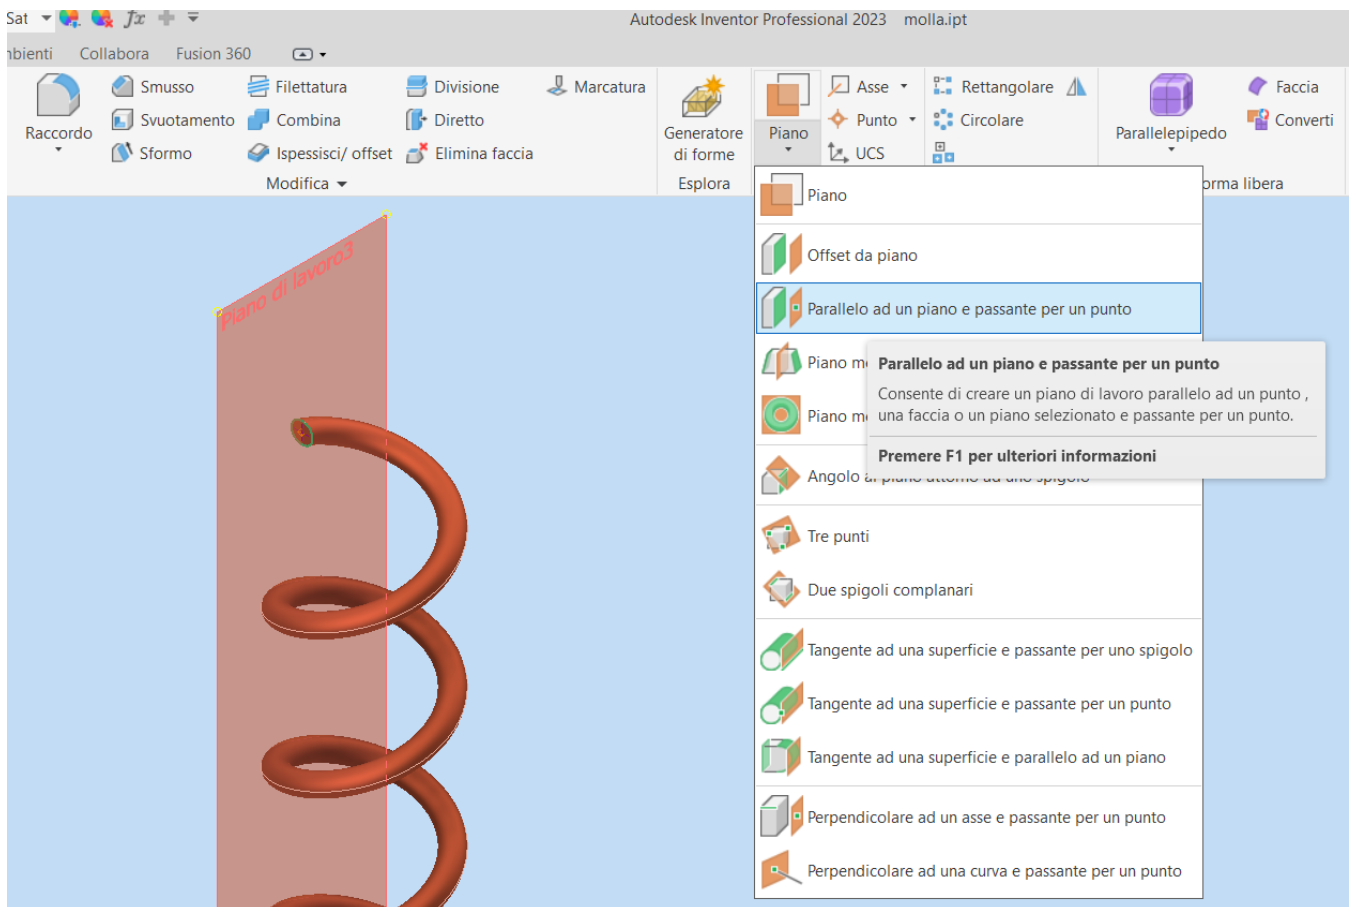 Sat fx Autodesk Inventor Professional 2023 molla.ipt
Collabora Fusion 360
Smusso Filettatura Divisione Marcatura
Svuotamento Combina Diretto
Raccordo Sformo Ispessisci/ offset Elimina faccia
Modifica
Generatore
di forme
Esplora
Piano
Asse
Punto
UCS
Rettangolare
Circolare
Parallelepipedo
Faccia
Converti
orma libera
Piano
Offset da piano
Parallelo ad un piano e passante per un punto
Piano
Parallelo ad un piano e passante per un punto
Consente di creare un piano di lavoro parallelo ad un punto ,
una faccia o un piano selezionato e passante per un punto.
Piano
Premere F1 per ulteriori informazioni
Angolo al piano attorno ad uno spigolo
Tre punti
Due spigoli complanari
Tangente ad una superficie e passante per uno spigolo
Tangente ad una superficie e passante per un punto
Tangente ad una superficie e parallelo ad un piano
Perpendicolare ad un asse e passante per un punto
Perpendicolare ad una curva e passante per un punto
Piano di lavoro3